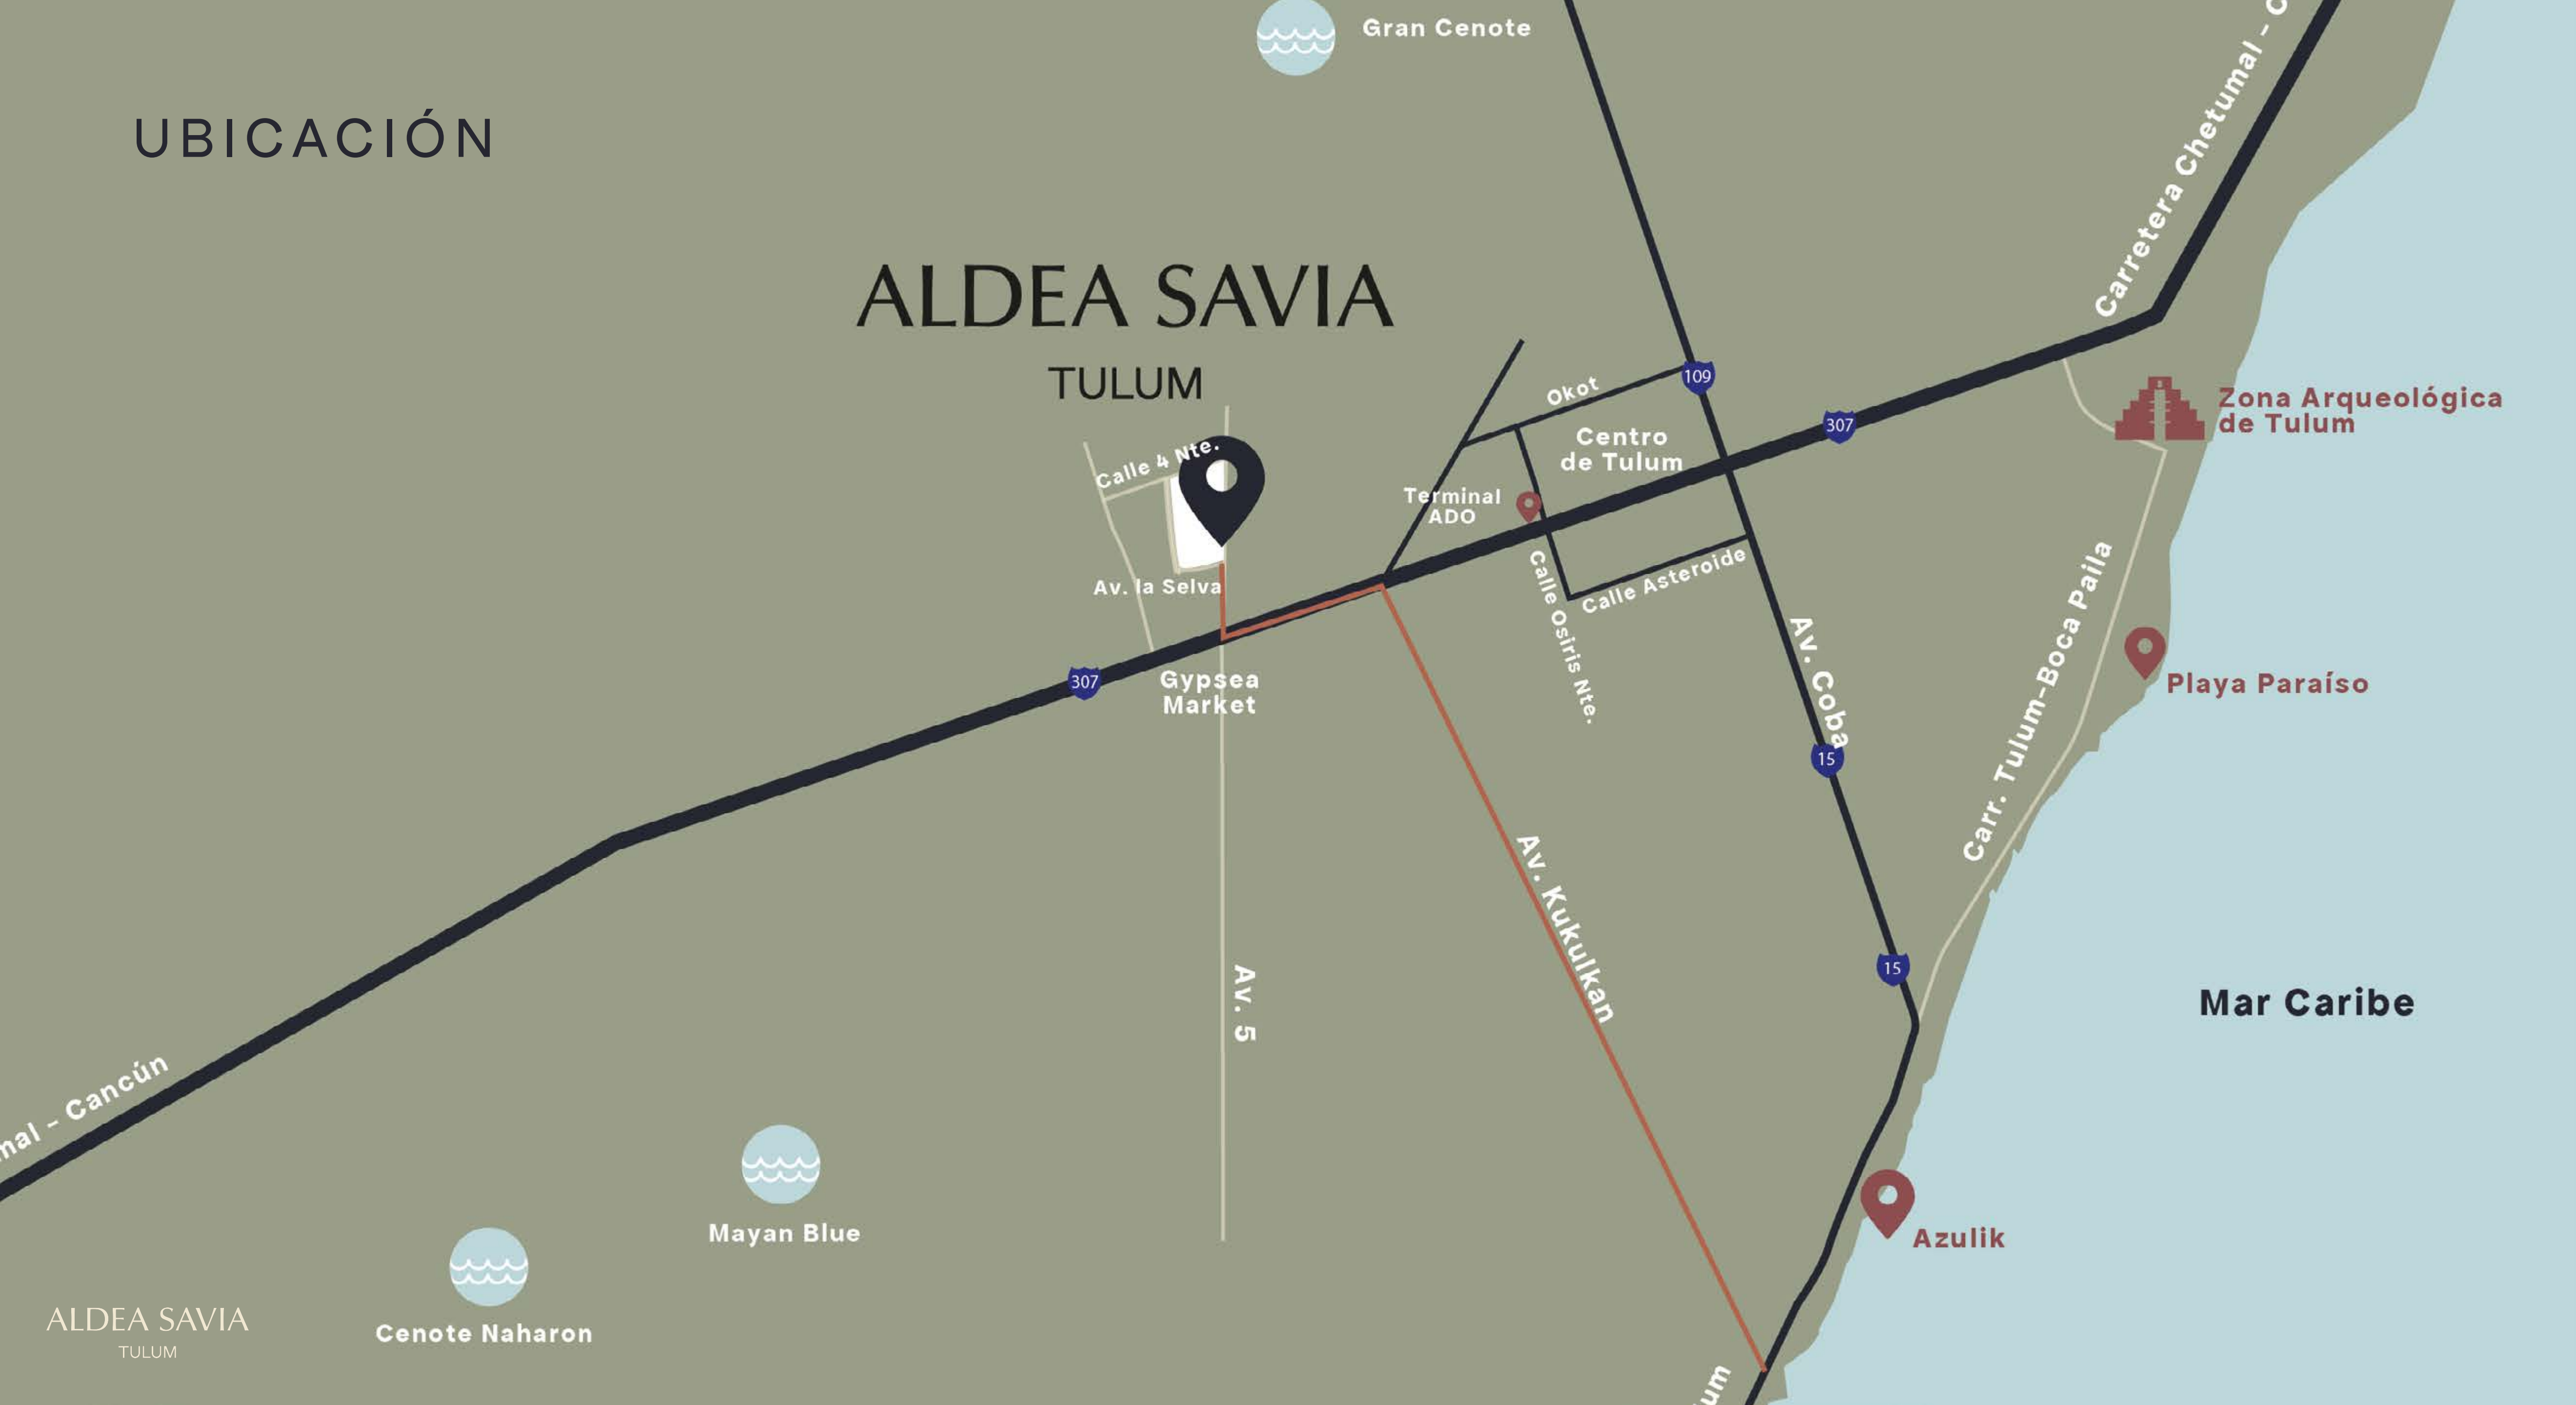 Gran Cenote
Carretera Chetumal - C
UBICACIÓN
ALDEA SAVIA
TULUM
109
307
Okot
Zona Arqueológica
de Tulum
Centro
de Tulum
Calle 4 Nte.
Terminal
ADO
Av. la Selva
Calle Asteroide
Calle Osiris Nte.
Carr. Tulum-Boca Paila
Av. Coba
307
Gypsea
Market
Playa Paraíso
15
Av. Kukulkan
15
Av. 5
Mar Caribe
mal - Cancún
Mayan Blue
Azulik
Cenote Naharon
ALDEA SAVIA
TULUM
um